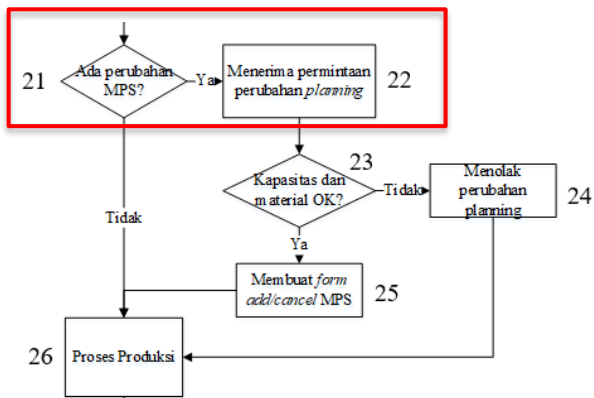 21
Ada perubahan
MPS?
Ya
Menerima permintaan
perubahan planning
22
23
Kapasitas dan
material OK?
Tidak
Menolak
perubahan
planning
24
Tidak
Ya
Membuat form
add/cancel MPS
25
26
Proses Produksi